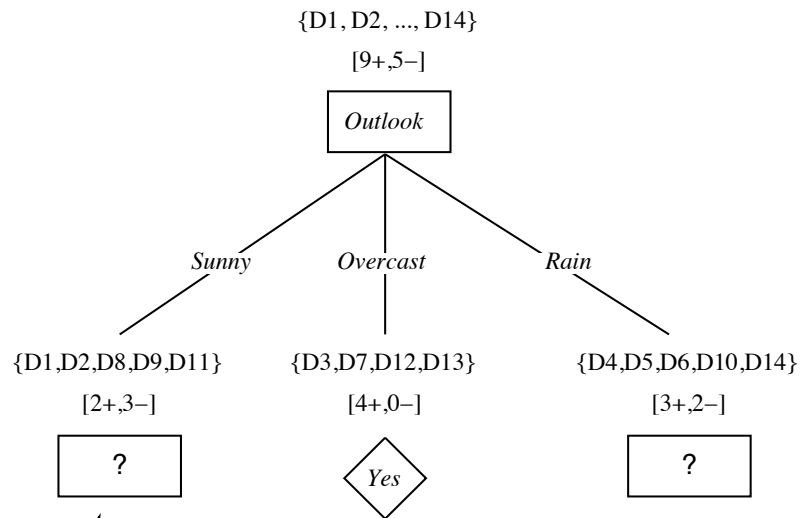 {D1, D2, ..., D14}
[9+,5−]
Outlook
Sunny Overcast Rain
{D1,D2,D8,D9,D11} {D3,D7,D12,D13} {D4,D5,D6,D10,D14}
[2+,3−] [4+,0−] [3+,2−]
? Yes ?